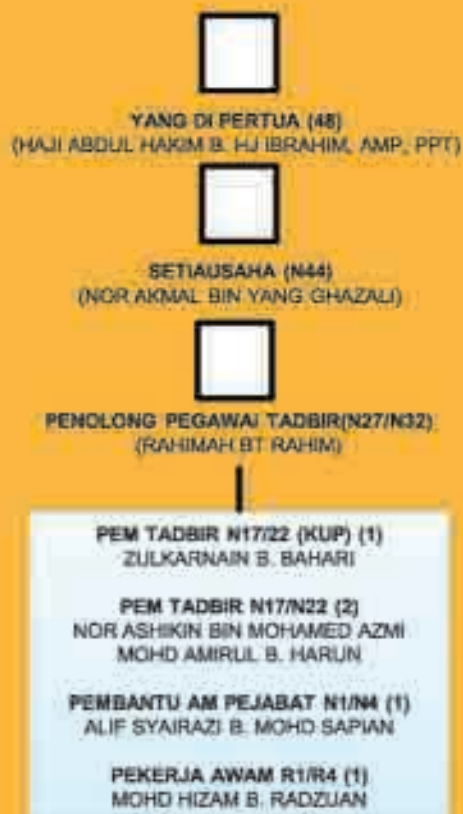 YANG DI PERTUA (48)
(HAJI ABDUL HAKIM B. HJ IBRAHIM, AMP, PPT)
SETIAUSAHA (N44)
(NOR AKMAL BIN YANG GHAZALI)
PENOLONG PEGAWAI TADBIR(N27/N32)
(RAHIMAH BT RAHIM)
PEM TADBIR N17/22 (KUP) (1)
ZULKARNAIN B. BAHARI
PEM TADBIR N17/N22 (2)
NOR ASHIKIN BIN MOHAMED AZMI
MOHD AMIRUL B. HARUN
PEMBANTU AM PEJABAT N1/N4 (1)
ALIF SYAIRAZI B. MOHD SAPIAN
PEKERJA AWAM R1/R4 (1)
MOHD HIZAM B. RADZUAN